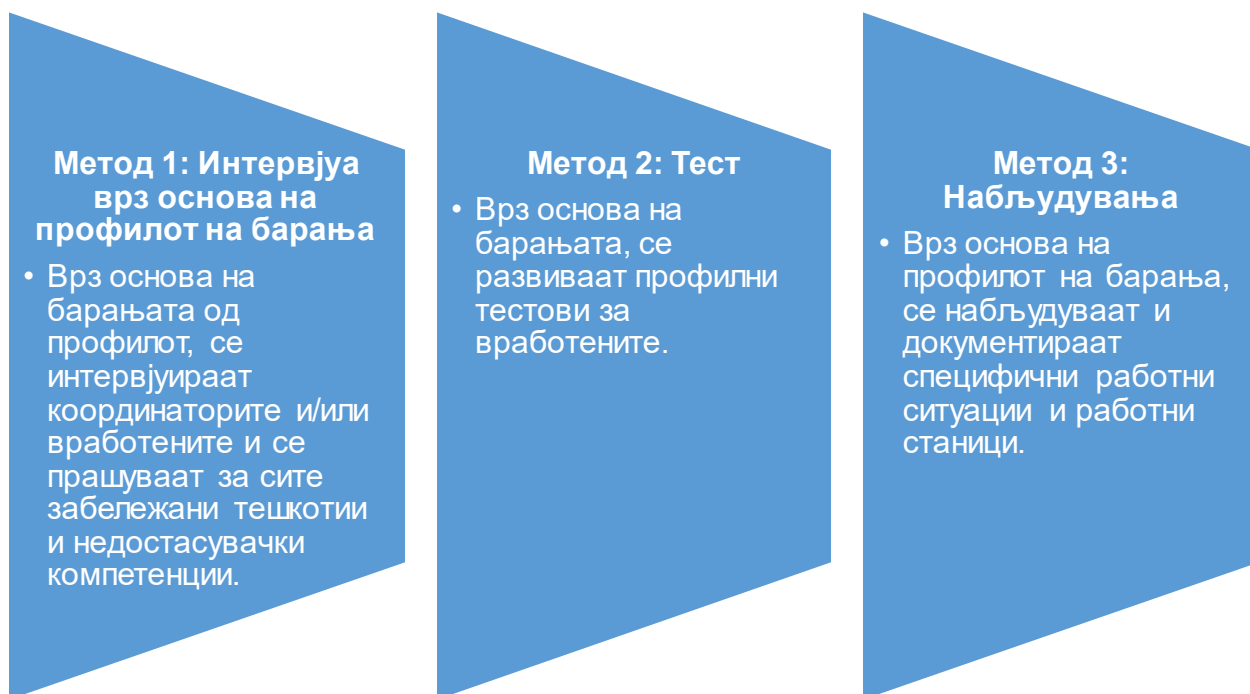 Метод 1: Интервјуа
врз основа на
профилот на барања
• Врз основа на
барањата од
профилот, се
интервјуираат
координаторите и/или
вработените и се
прашуваат за сите
забележани тешкотии
и недостасувачки
компетенции.
Метод 2: Тест
• Врз основа на
барањата, се
развиваат профилни
тестови за
вработените.
Метод 3:
Набљудувања
• Врз основа на
профилот на барања,
се набљудуваат и
документираат
специфични работни
ситуации и работни
станици.